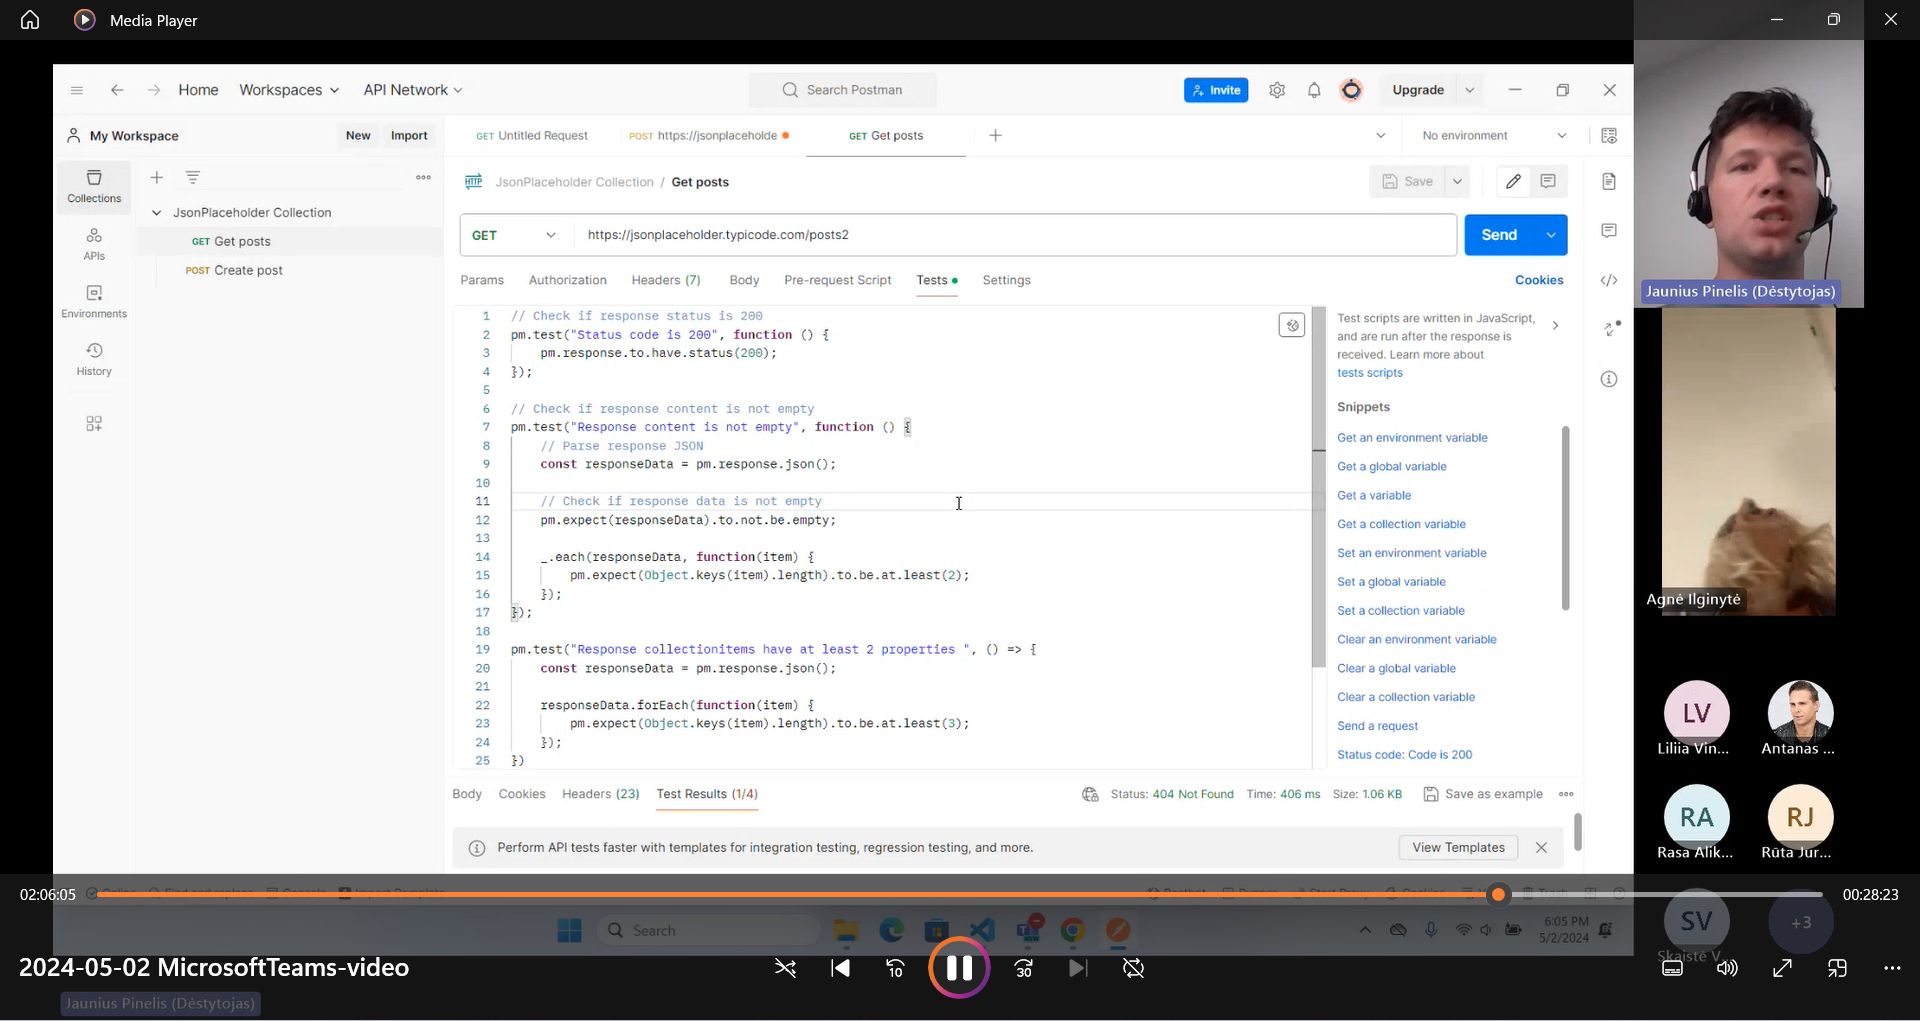 Media Player
Home Workspaces API Network Search Postman Invite Upgrade
My Workspace New Import GET Untitled Request POST https://jsonplaceholde GET Get posts No environment
Collections
APIs
Environments
History
JsonPlaceholder Collection
GET Get posts
POST Create post
HTTP JsonPlaceholder Collection / Get posts Save
GET https://jsonplaceholder.typicode.com/posts2 Send
Params Authorization Headers (7) Body Pre-request Script Tests Settings Cookies
1 // Check if response status is 200
2 pm.test("Status code is 200", function () {
3 pm.response.to.have.status(200);
4 });
5
6 // Check if response content is not empty
7 pm.test("Response content is not empty", function () {
8 // Parse response JSON
9 const responseData = pm.response.json();
10
11 // Check if response data is not empty
12 pm.expect(responseData).to.not.be.empty;
13
14 _.each(responseData, function(item) {
15 pm.expect(Object.keys(item).length).to.be.at.least(2);
16 });
17 });
18
19 pm.test("Response collectionitems have at least 2 properties ", () => {
20 const responseData = pm.response.json();
21
22 responseData.forEach(function(item) {
23 pm.expect(Object.keys(item).length).to.be.at.least(3);
24 });
25 })
Test scripts are written in JavaScript,
and are run after the response is
received. Learn more about
tests scripts
Snippets
Get an environment variable
Get a global variable
Get a variable
Get a collection variable
Set an environment variable
Set a global variable
Set a collection variable
Clear an environment variable
Clear a global variable
Clear a collection variable
Send a request
Status code: Code is 200
Body Cookies Headers (23) Test Results (1/4) Status: 404 Not Found Time: 406 ms Size: 1.06 KB Save as example
Perform API tests faster with templates for integration testing, regression testing, and more. View Templates
Jaunius Pinelis (Dėstytojas)
Agnė Ilginytė
LV
Liliia Vin...
Antanas ...
RA
Rasa Alik...
RJ
Rūta Jur...
SV
Skaistė V...
+3
02:06:05 00:28:23
Search
6:05 PM
5/2/2024
2024-05-02 MicrosoftTeams-video
10 30
Jaunius Pinelis (Dėstytojas)